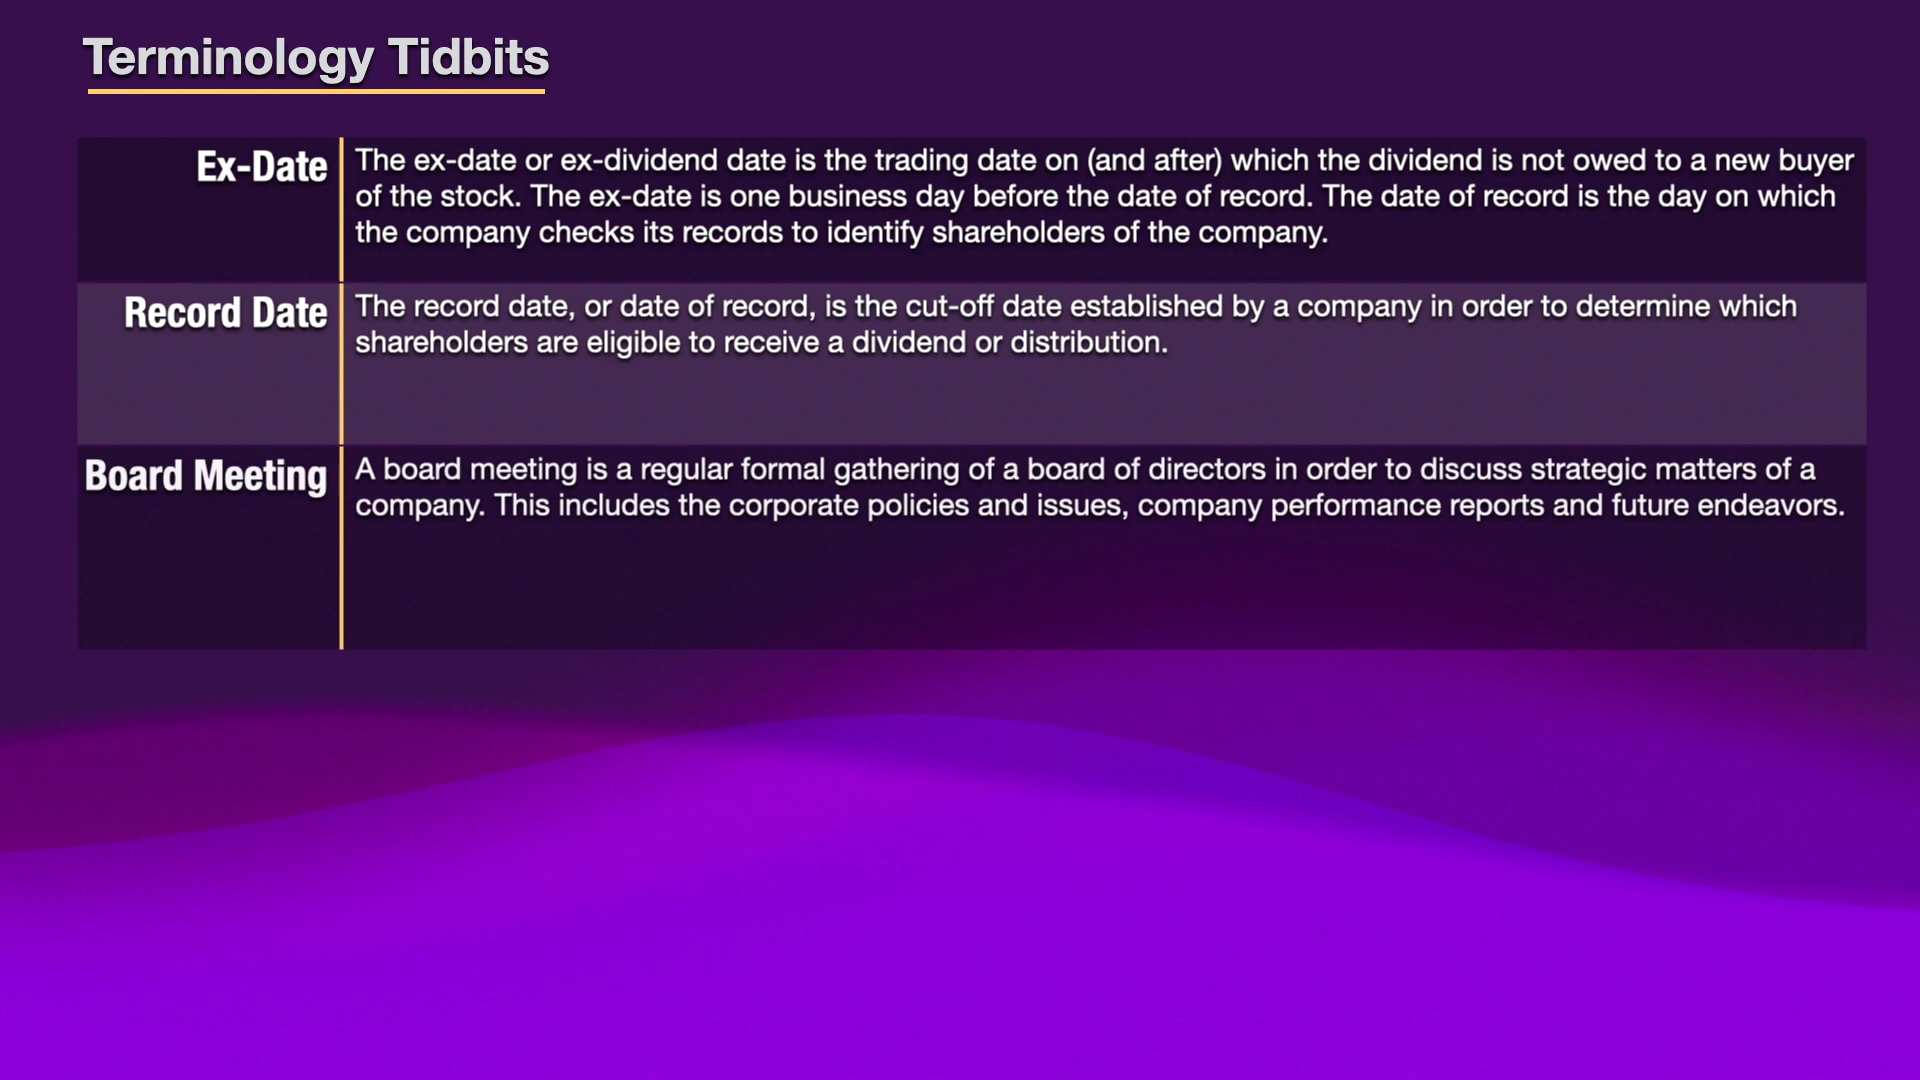 Terminology Tidbits
Ex-Date
The ex-date or ex-dividend date is the trading date on (and after) which the dividend is not owed to a new buyer
of the stock. The ex-date is one business day before the date of record. The date of record is the day on which
the company checks its records to identify shareholders of the company.
Record Date
The record date, or date of record, is the cut-off date established by a company in order to determine which
shareholders are eligible to receive a dividend or distribution.
Board Meeting
A board meeting is a regular formal gathering of a board of directors in order to discuss strategic matters of a
company. This includes the corporate policies and issues, company performance reports and future endeavors.